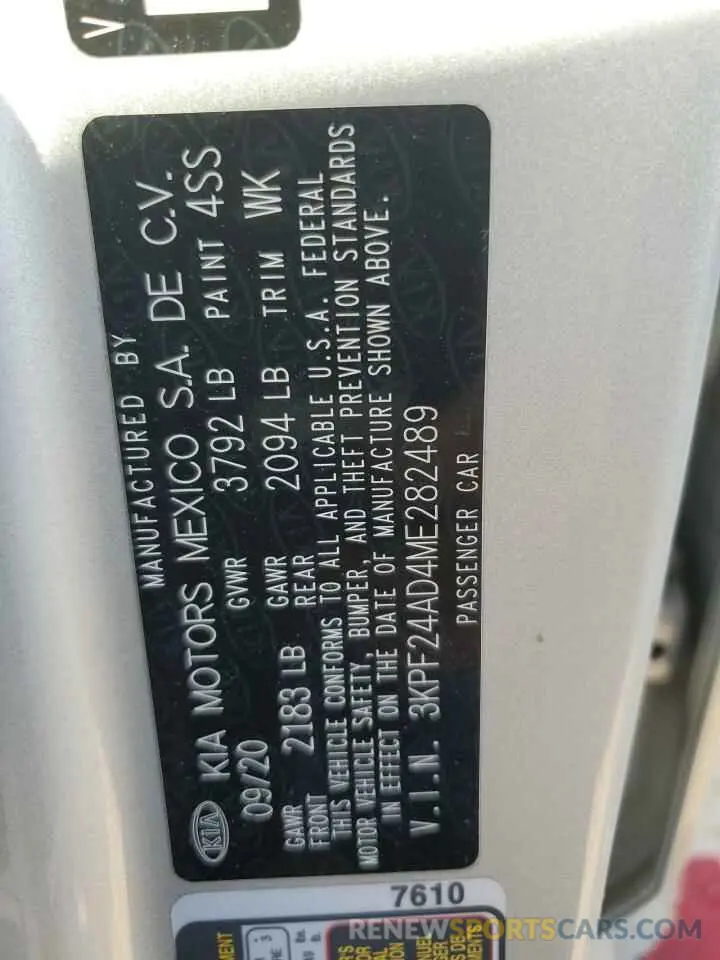 V
MANUFACTURED BY
KIA KIA MOTORS MEXICO S.A. DE C.V.
09/20 GVWR 3792 LB PAINT 4SS
GAWR FRONT 2183 LB GAWR REAR 2094 LB TRIM WK
THIS VEHICLE CONFORMS TO ALL APPLICABLE U.S.A. FEDERAL
MOTOR VEHICLE SAFETY, BUMPER, AND THEFT PREVENTION STANDARDS
IN EFFECT ON THE DATE OF MANUFACTURE SHOWN ABOVE.
V.I.N. 3KPF24AD4ME282489
PASSENGER CAR
7610
RENEWSPORTSCARS.COM